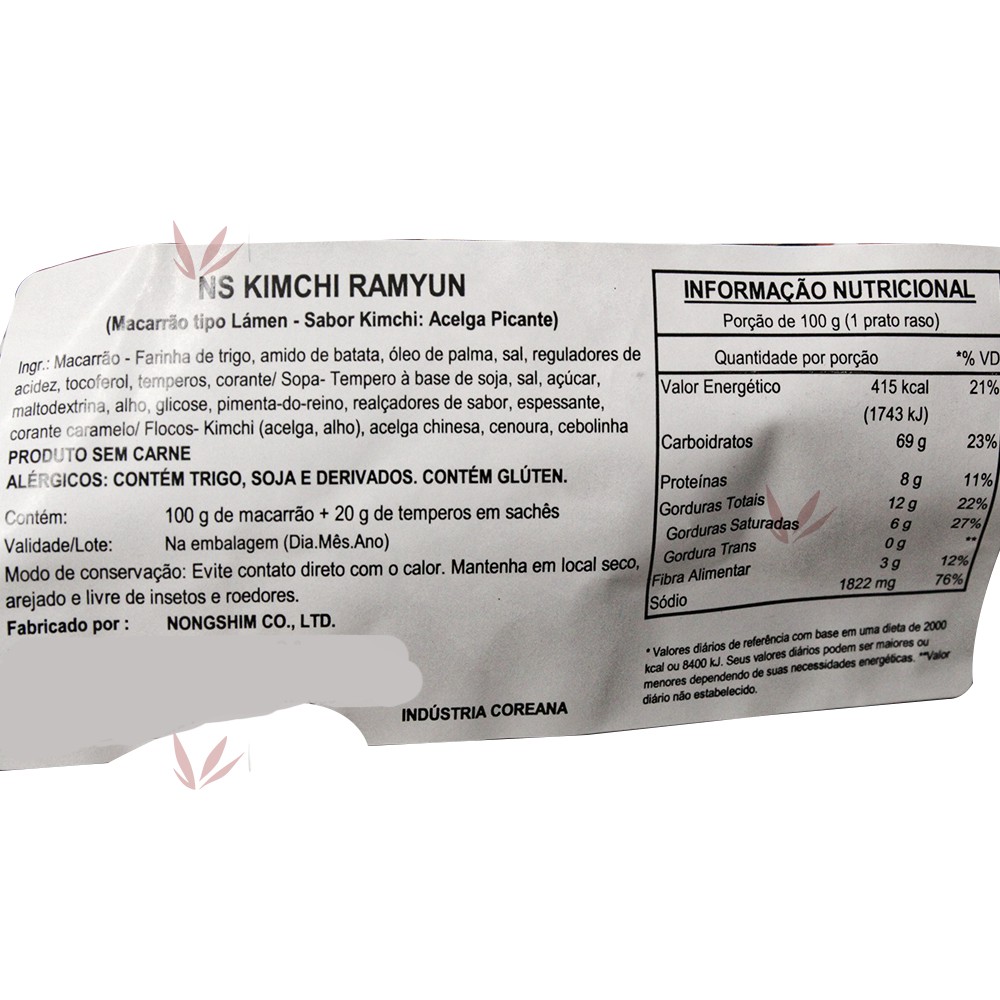 NS KIMCHI RAMYUN
(Macarrão tipo Lámen - Sabor Kimchi: Acelga Picante)
Ingr.: Macarrão - Farinha de trigo, amido de batata, óleo de palma, sal, reguladores de
acidez, tocoferol, temperos, corante/ Sopa- Tempero à base de soja, sal, açúcar,
maltodextrina, alho, glicose, pimenta-do-reino, realçadores de sabor, espessante,
corante caramelo/ Flocos- Kimchi (acelga, alho), acelga chinesa, cenoura, cebolinha
PRODUTO SEM CARNE
ALÉRGICOS: CONTÉM TRIGO, SOJA E DERIVADOS. CONTÉM GLÚTEN.
Contém: 100 g de macarrão + 20 g de temperos em sachês
Validade/Lote: Na embalagem (Dia.Mês.Ano)
Modo de conservação: Evite contato direto com o calor. Mantenha em local seco,
arejado e livre de insetos e roedores.
Fabricado por : NONGSHIM CO., LTD.
INDÚSTRIA COREANA
INFORMAÇÃO NUTRICIONAL
Porção de 100 g (1 prato raso)
Quantidade por porção *% VD
Valor Energético 415 kcal 21%
(1743 kJ)
Carboidratos 69 g 23%
Proteínas 8 g 11%
Gorduras Totais 12 g 22%
Gorduras Saturadas 6 g 27%
Gordura Trans 0 g **
Fibra Alimentar 3 g 12%
Sódio 1822 mg 76%
* Valores diários de referência com base em uma dieta de 2000
kcal ou 8400 kJ. Seus valores diários podem ser maiores ou
menores dependendo de suas necessidades energéticas. **Valor
diário não estabelecido.